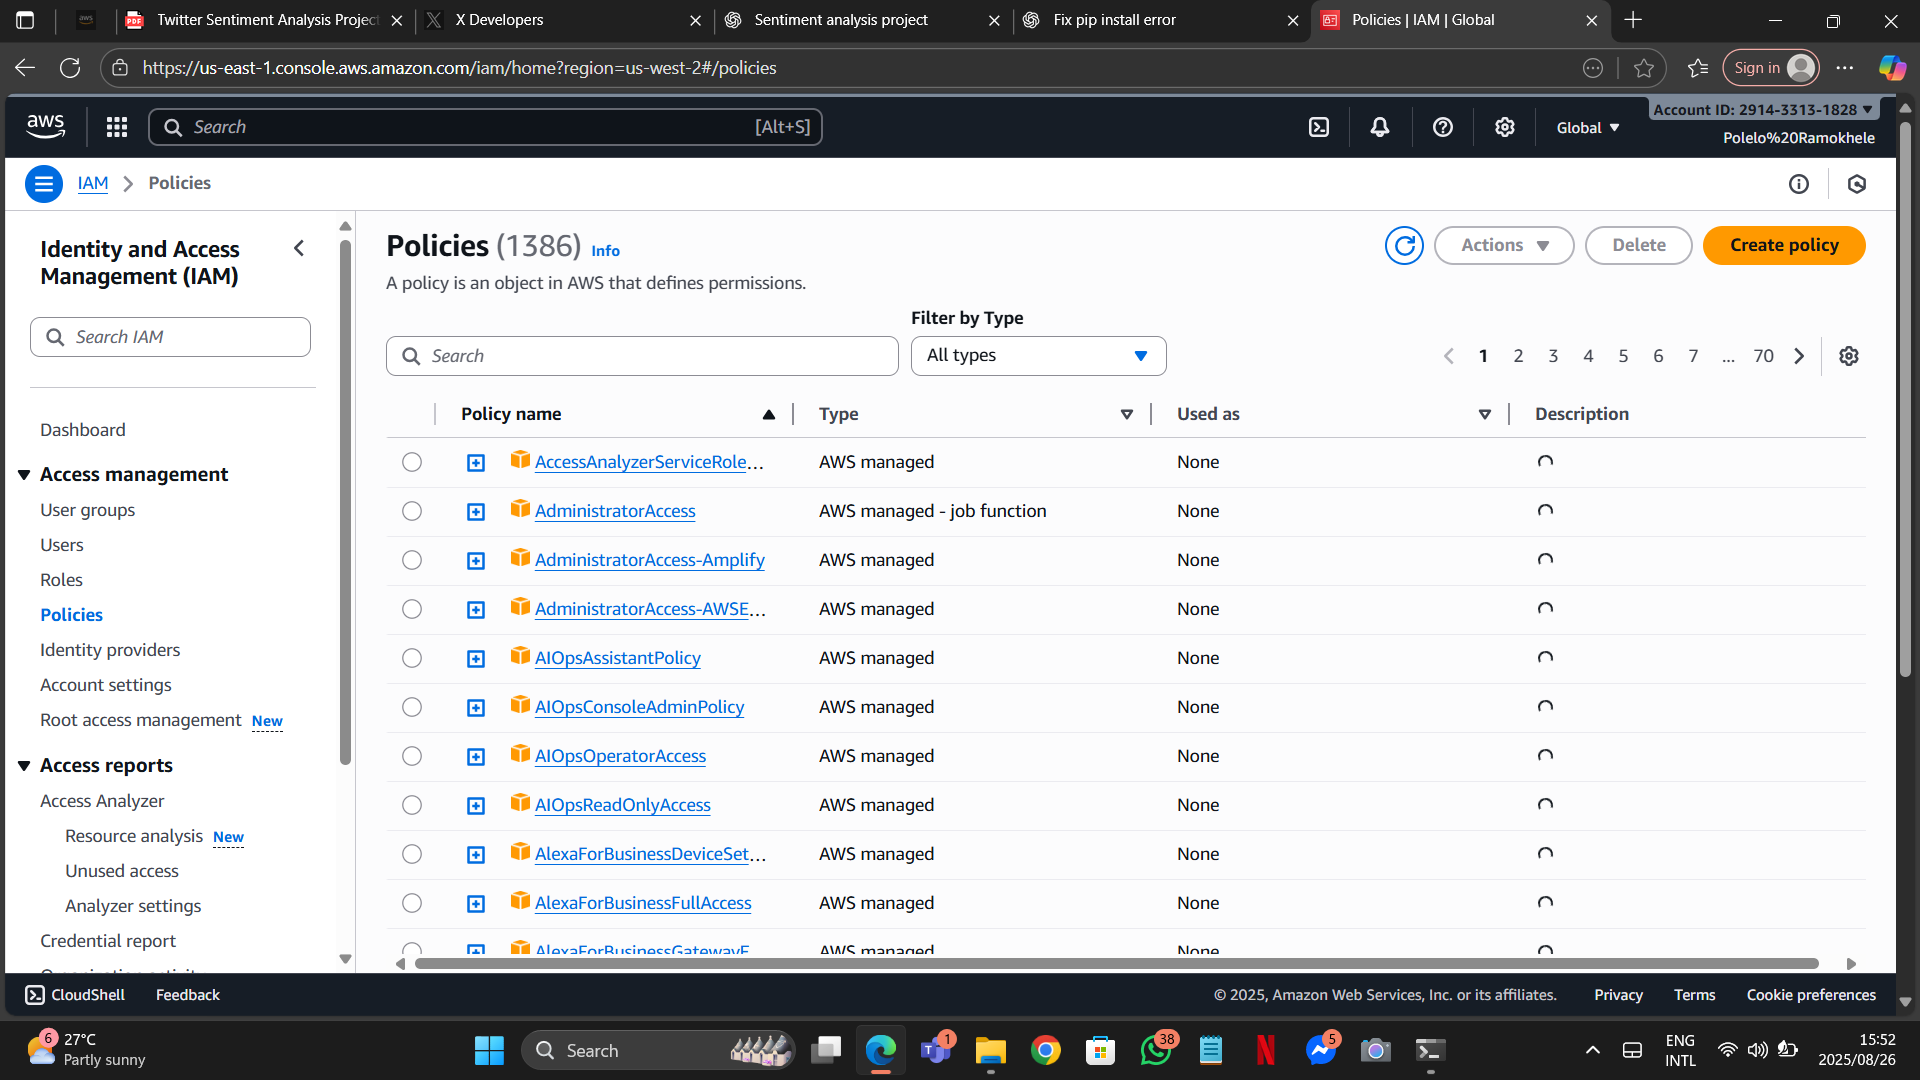 Twitter Sentiment Analysis Project
X Developers
Sentiment analysis project
Fix pip install error
Policies | IAM | Global
https://us-east-1.console.aws.amazon.com/iam/home?region=us-west-2#/policies
Sign in
aws
Search
[Alt+S]
Global
Account ID: 2914-3313-1828
Polelo%20Ramokhele
IAM
Policies
Identity and Access
Management (IAM)
Search IAM
Dashboard
Access management
User groups
Users
Roles
Policies
Identity providers
Account settings
Root access management New
Access reports
Access Analyzer
Resource analysis New
Unused access
Analyzer settings
Credential report
Policies (1386) Info
A policy is an object in AWS that defines permissions.
Actions
Delete
Create policy
Filter by Type
Search
All types
1 2 3 4 5 6 7 ... 70
Policy name Type Used as Description
AccessAnalyzerServiceRole... AWS managed None
AdministratorAccess AWS managed - job function None
AdministratorAccess-Amplify AWS managed None
AdministratorAccess-AWSE... AWS managed None
AIOpsAssistantPolicy AWS managed None
AIOpsConsoleAdminPolicy AWS managed None
AIOpsOperatorAccess AWS managed None
AIOpsReadOnlyAccess AWS managed None
AlexaForBusinessDeviceSet... AWS managed None
AlexaForBusinessFullAccess AWS managed None
AlexaForBusinessGatewayE AWS managed None
CloudShell
Feedback
© 2025, Amazon Web Services, Inc. or its affiliates.
Privacy
Terms
Cookie preferences
6
27°C
Partly sunny
Search
1
38
5
ENG
INTL
15:52
2025/08/26